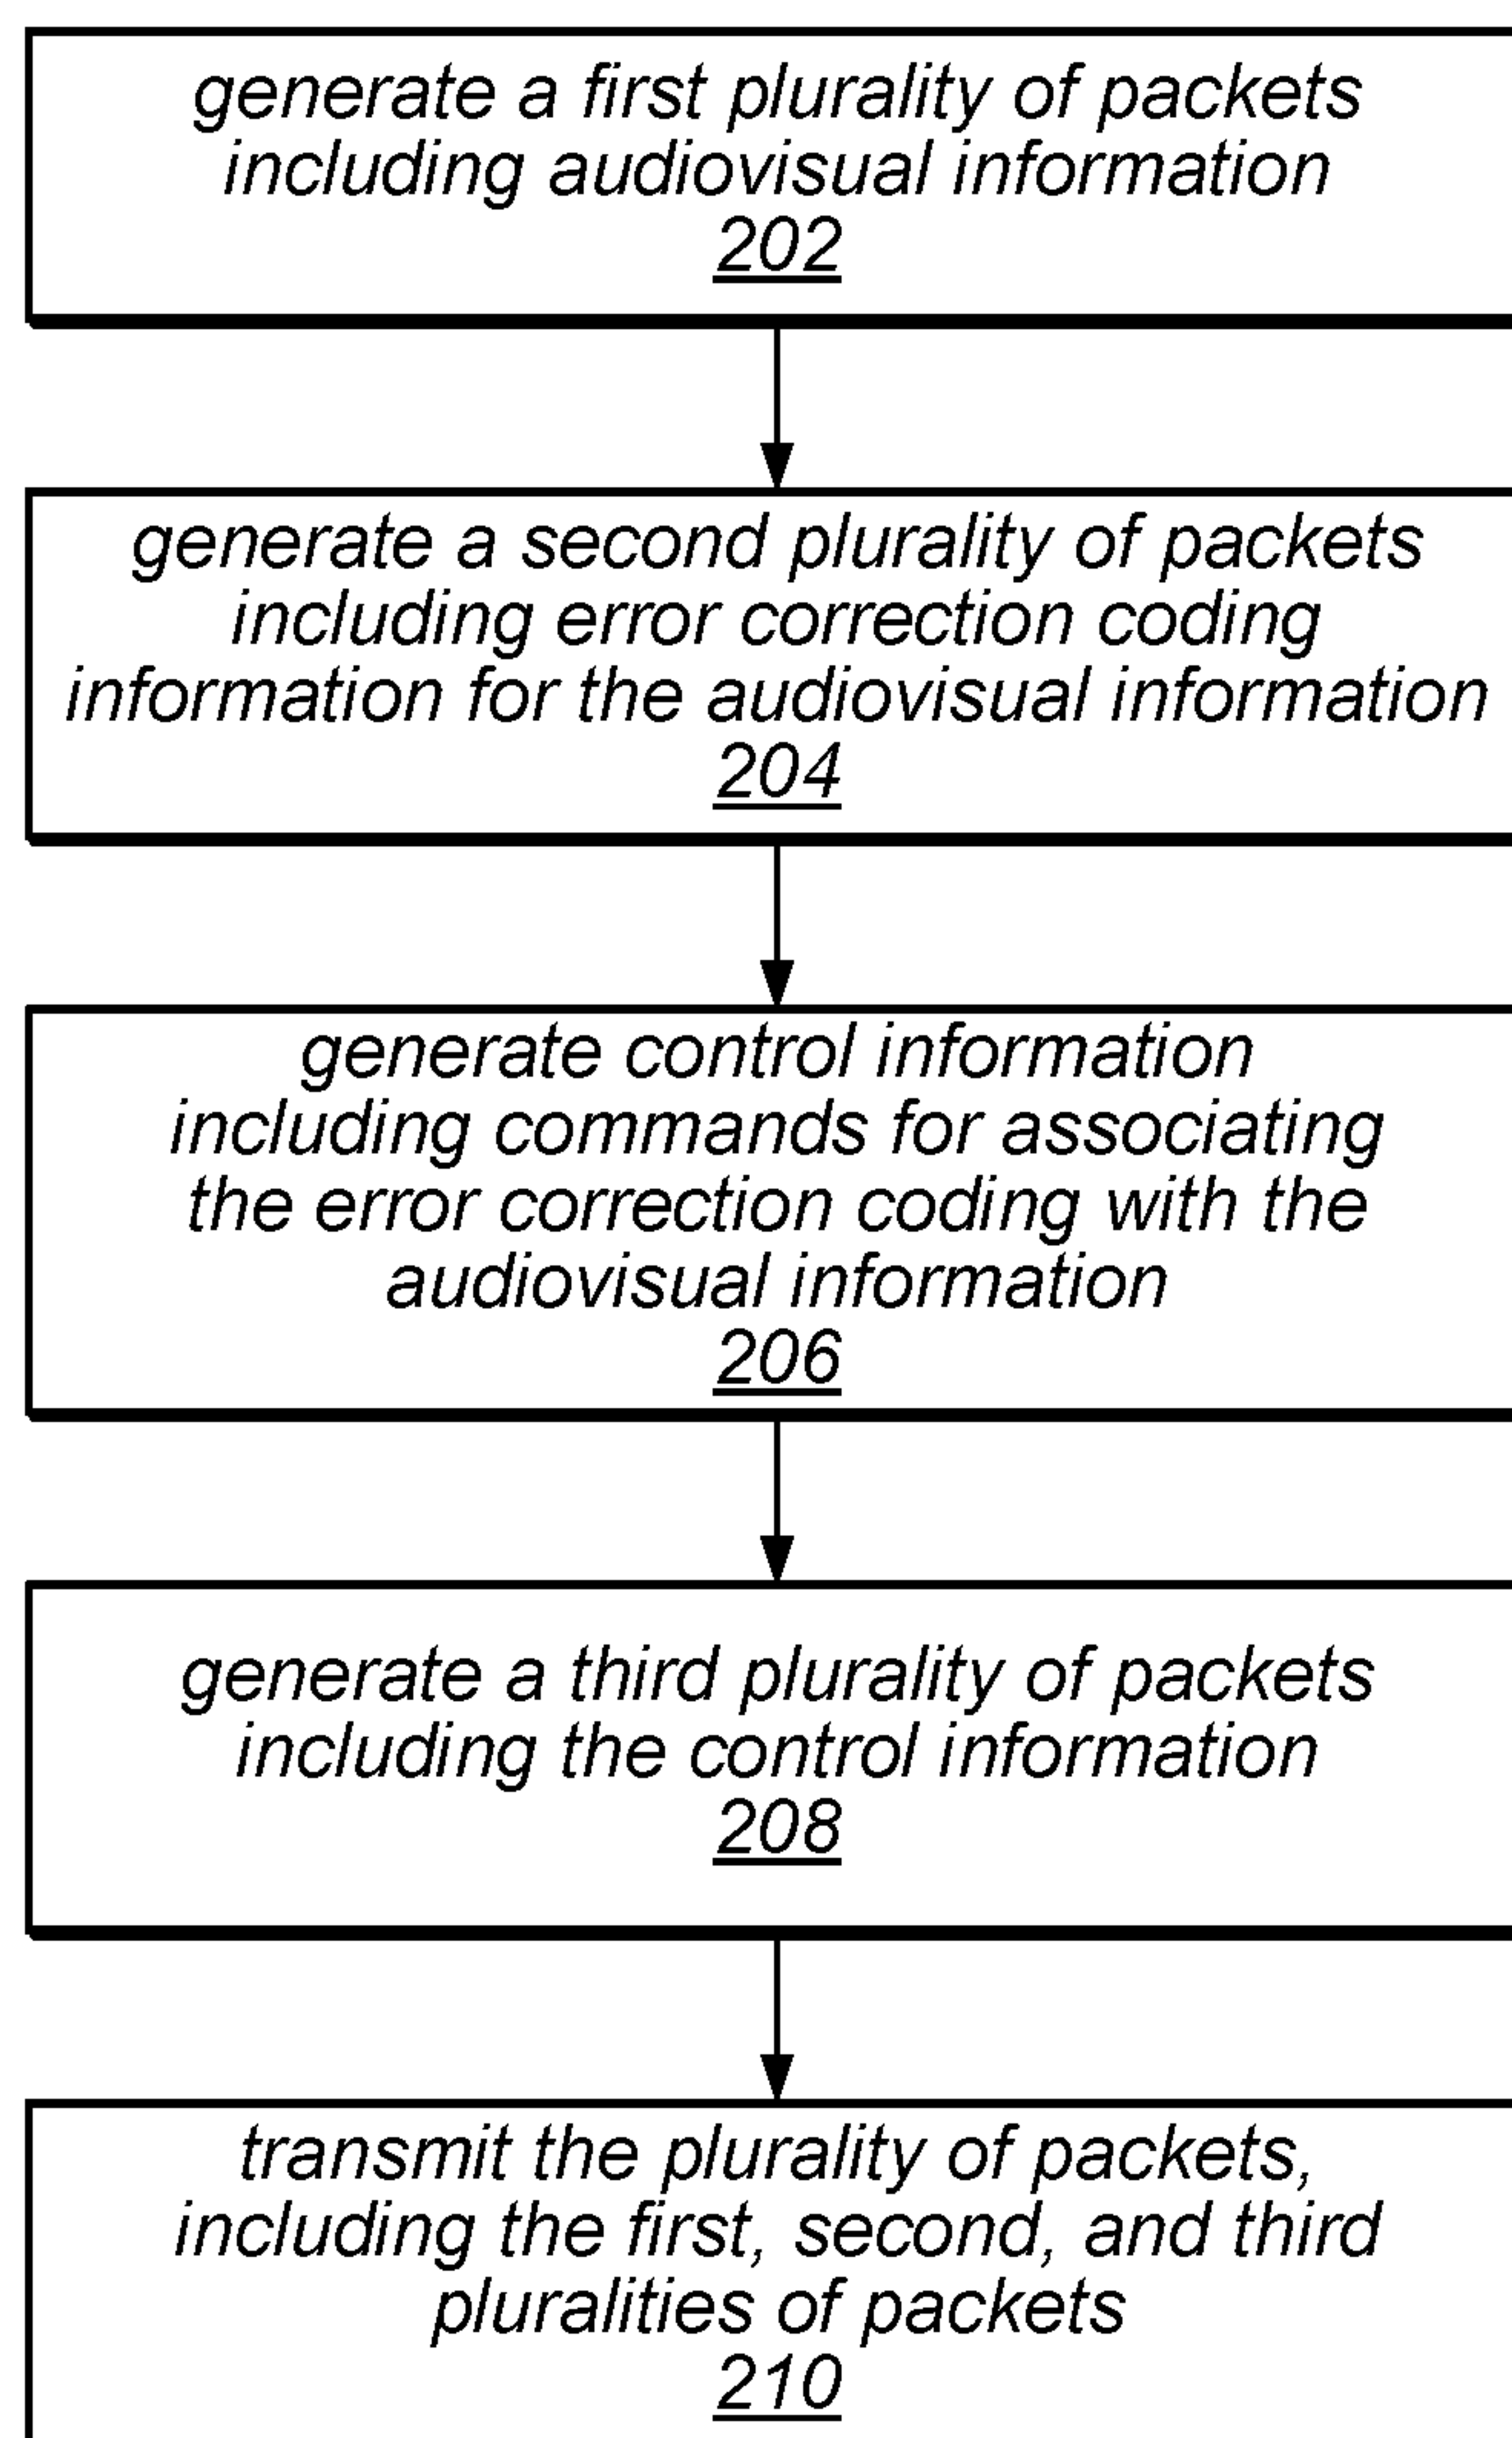 generate a first plurality of packets
including audiovisual information
202
generate a second plurality of packets
including error correction coding
information for the audiovisual information
204
generate control information
including commands for associating
the error correction coding with the
audiovisual information
206
generate a third plurality of packets
including the control information
208
transmit the plurality of packets,
including the first, second, and third
pluralities of packets
210